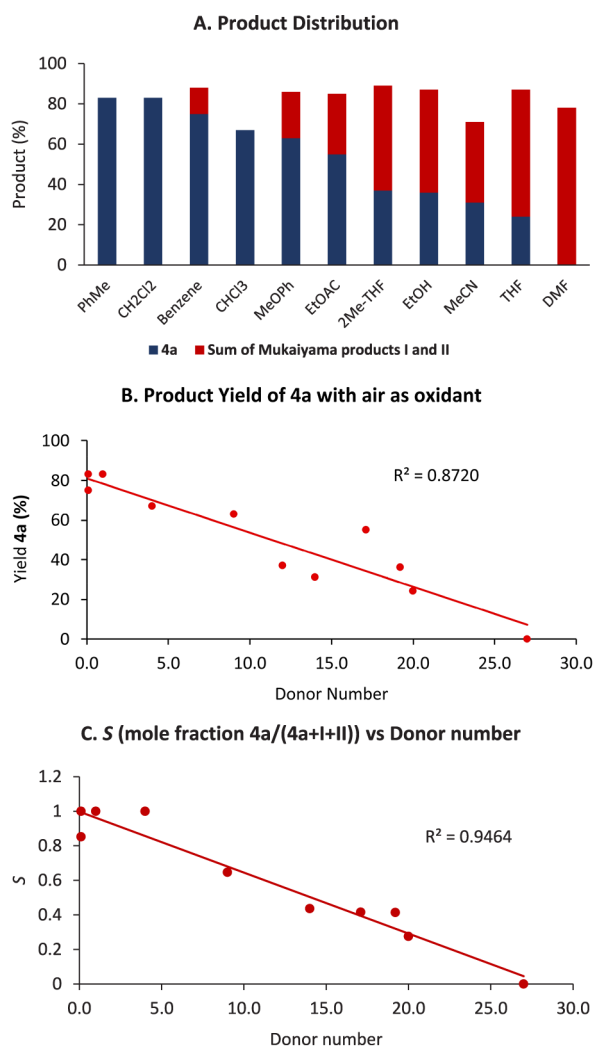 A. Product Distribution
100
80
60
40
20
0
Product (%)
PhMe
CH2Cl2
Benzene
CHCl3
MeOPh
EtOAC
2Me-THF
EtOH
MeCN
THF
DMF
4a
Sum of Mukaiyama products I and II
B. Product Yield of 4a with air as oxidant
100
80
60
40
20
0
Yield 4a (%)
R² = 0.8720
0.0 5.0 10.0 15.0 20.0 25.0 30.0
Donor Number
C. S (mole fraction 4a/(4a+I+II)) vs Donor number
1.2
1
0.8
0.6
0.4
0.2
0
S
R² = 0.9464
0.0 5.0 10.0 15.0 20.0 25.0 30.0
Donor number